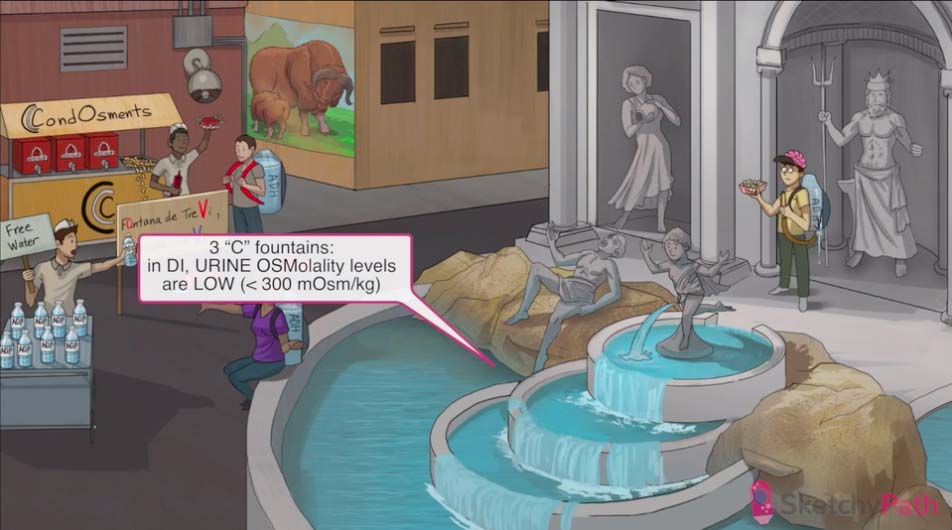 CondOsments
ADH
Fontana de TreVi,
V
Free
Water
3 “C” fountains:
in DI, URINE OSMolality levels
are LOW (< 300 mOsm/kg)
ADH
ADH
SketchyPath